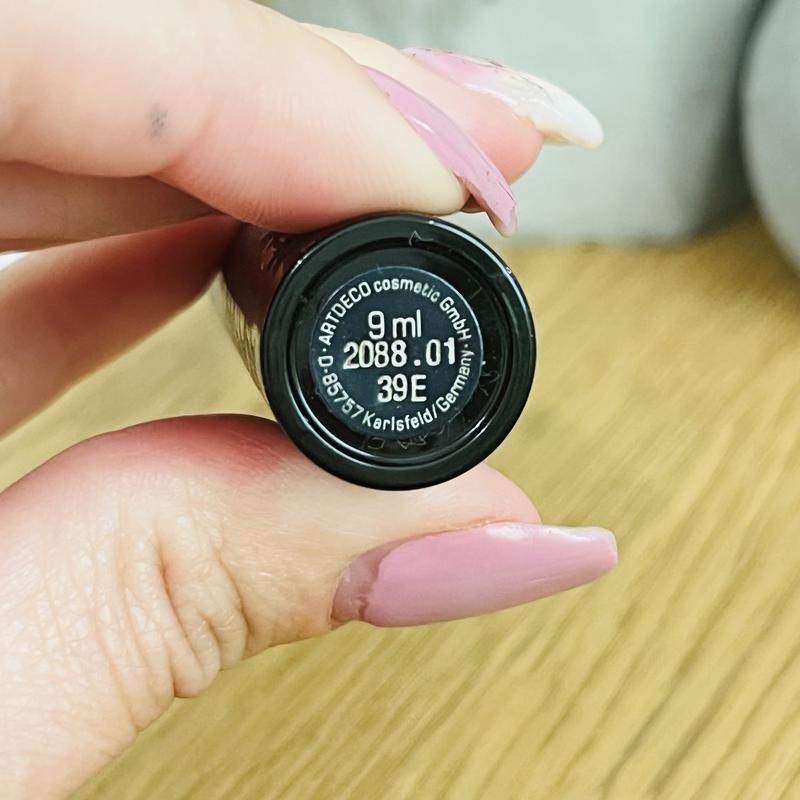 · ARTDECO cosmetic GmbH ·
9 ml
2088.01
39E
D-85757 Karlsfeld/Germany